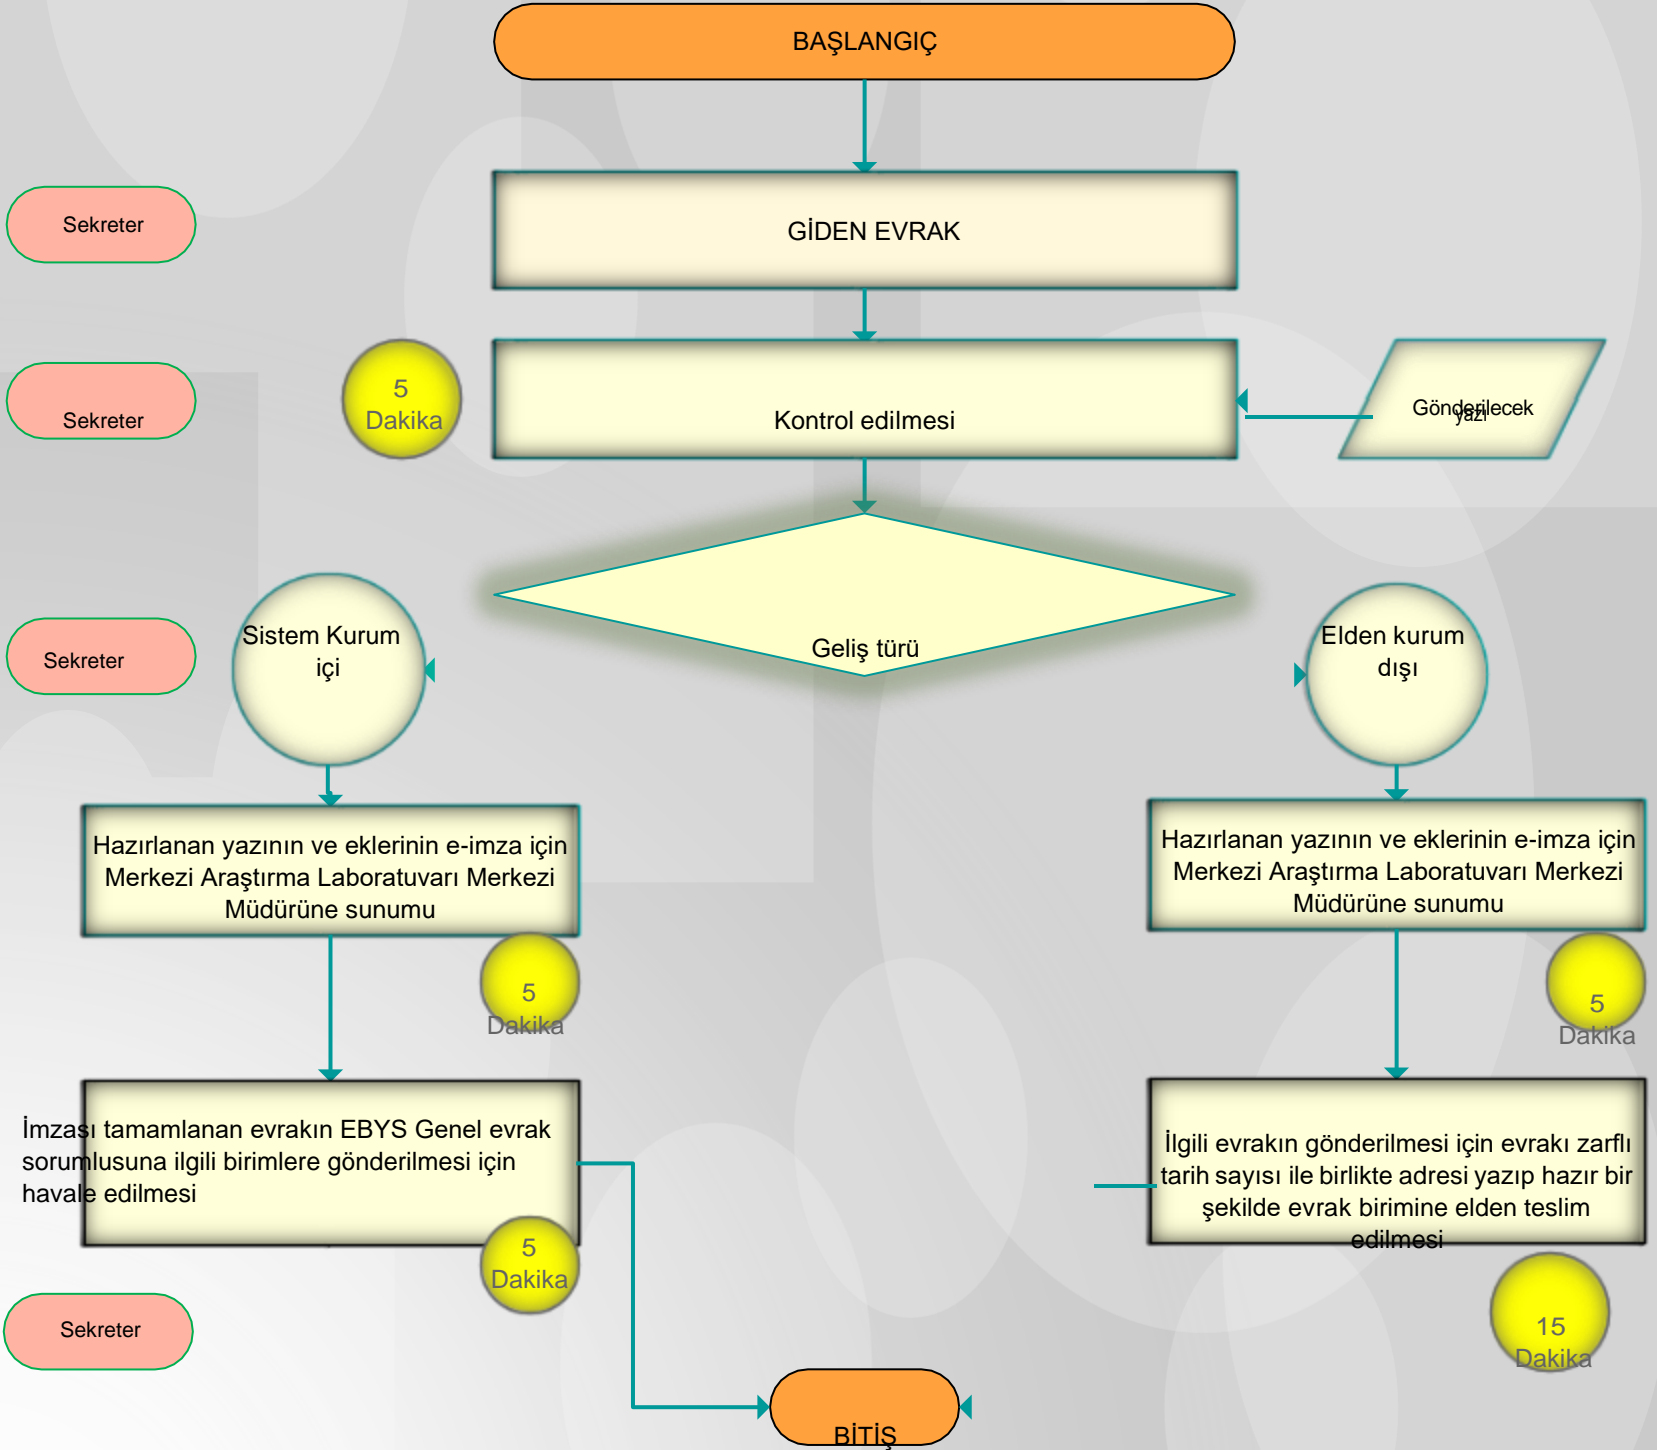 BAŞLANGIÇ
Sekreter
GİDEN EVRAK
Sekreter
5
Dakika
Kontrol edilmesi
Gönderilecek
yazı
Sekreter
Sistem Kurum
içi
Geliş türü
Elden kurum
dışı
Hazırlanan yazının ve eklerinin e-imza için
Merkezi Araştırma Laboratuvarı Merkezi
Müdürüne sunumu
5
Dakika
Hazırlanan yazının ve eklerinin e-imza için
Merkezi Araştırma Laboratuvarı Merkezi
Müdürüne sunumu
5
Dakika
İmzası tamamlanan evrakın EBYS Genel evrak
sorumlusuna ilgili birimlere gönderilmesi için
havale edilmesi
5
Dakika
İlgili evrakın gönderilmesi için evrakı zarflı
tarih sayısı ile birlikte adresi yazıp hazır bir
şekilde evrak birimine elden teslim
edilmesi
15
Dakika
Sekreter
BİTİŞ